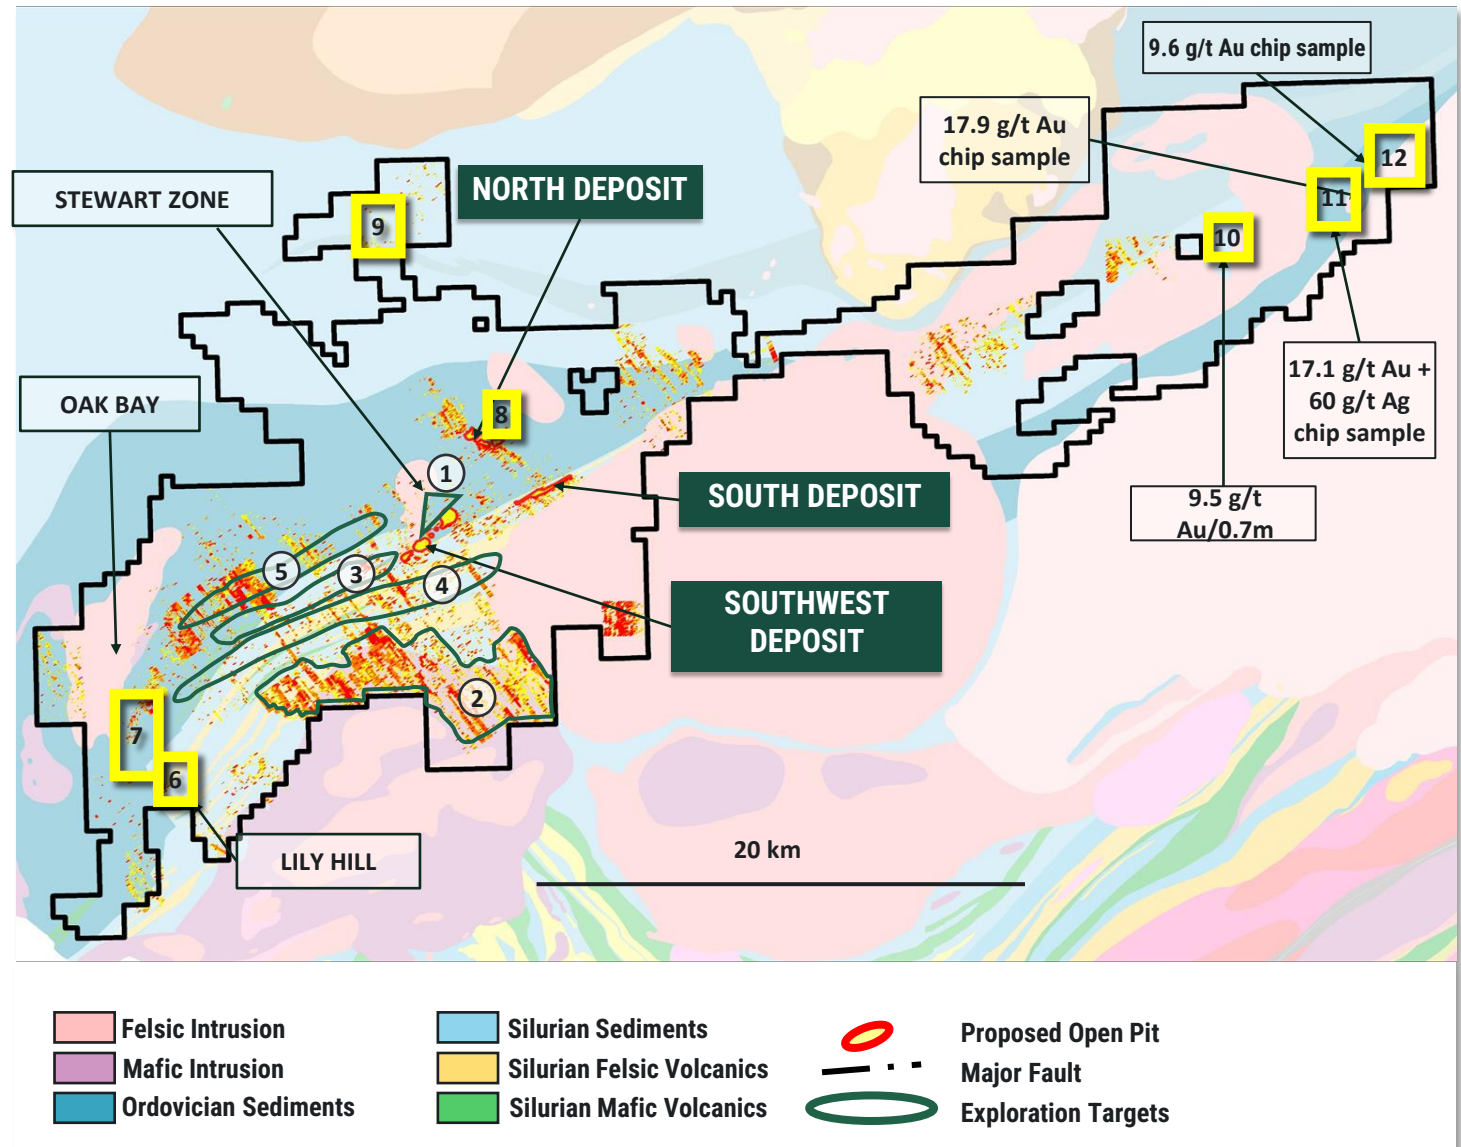 9.6 g/t Au chip sample
17.9 g/t Au
chip sample
12
STEWART ZONE
NORTH DEPOSIT
11
9
10
17.1 g/t Au +
60 g/t Ag
chip sample
OAK BAY
8
1
SOUTH DEPOSIT
9.5 g/t
Au/0.7m
5
3
4
SOUTHWEST
DEPOSIT
2
7
6
LILY HILL
20 km
Felsic Intrusion
Mafic Intrusion
Ordovician Sediments
Silurian Sediments
Silurian Felsic Volcanics
Silurian Mafic Volcanics
Proposed Open Pit
Major Fault
Exploration Targets